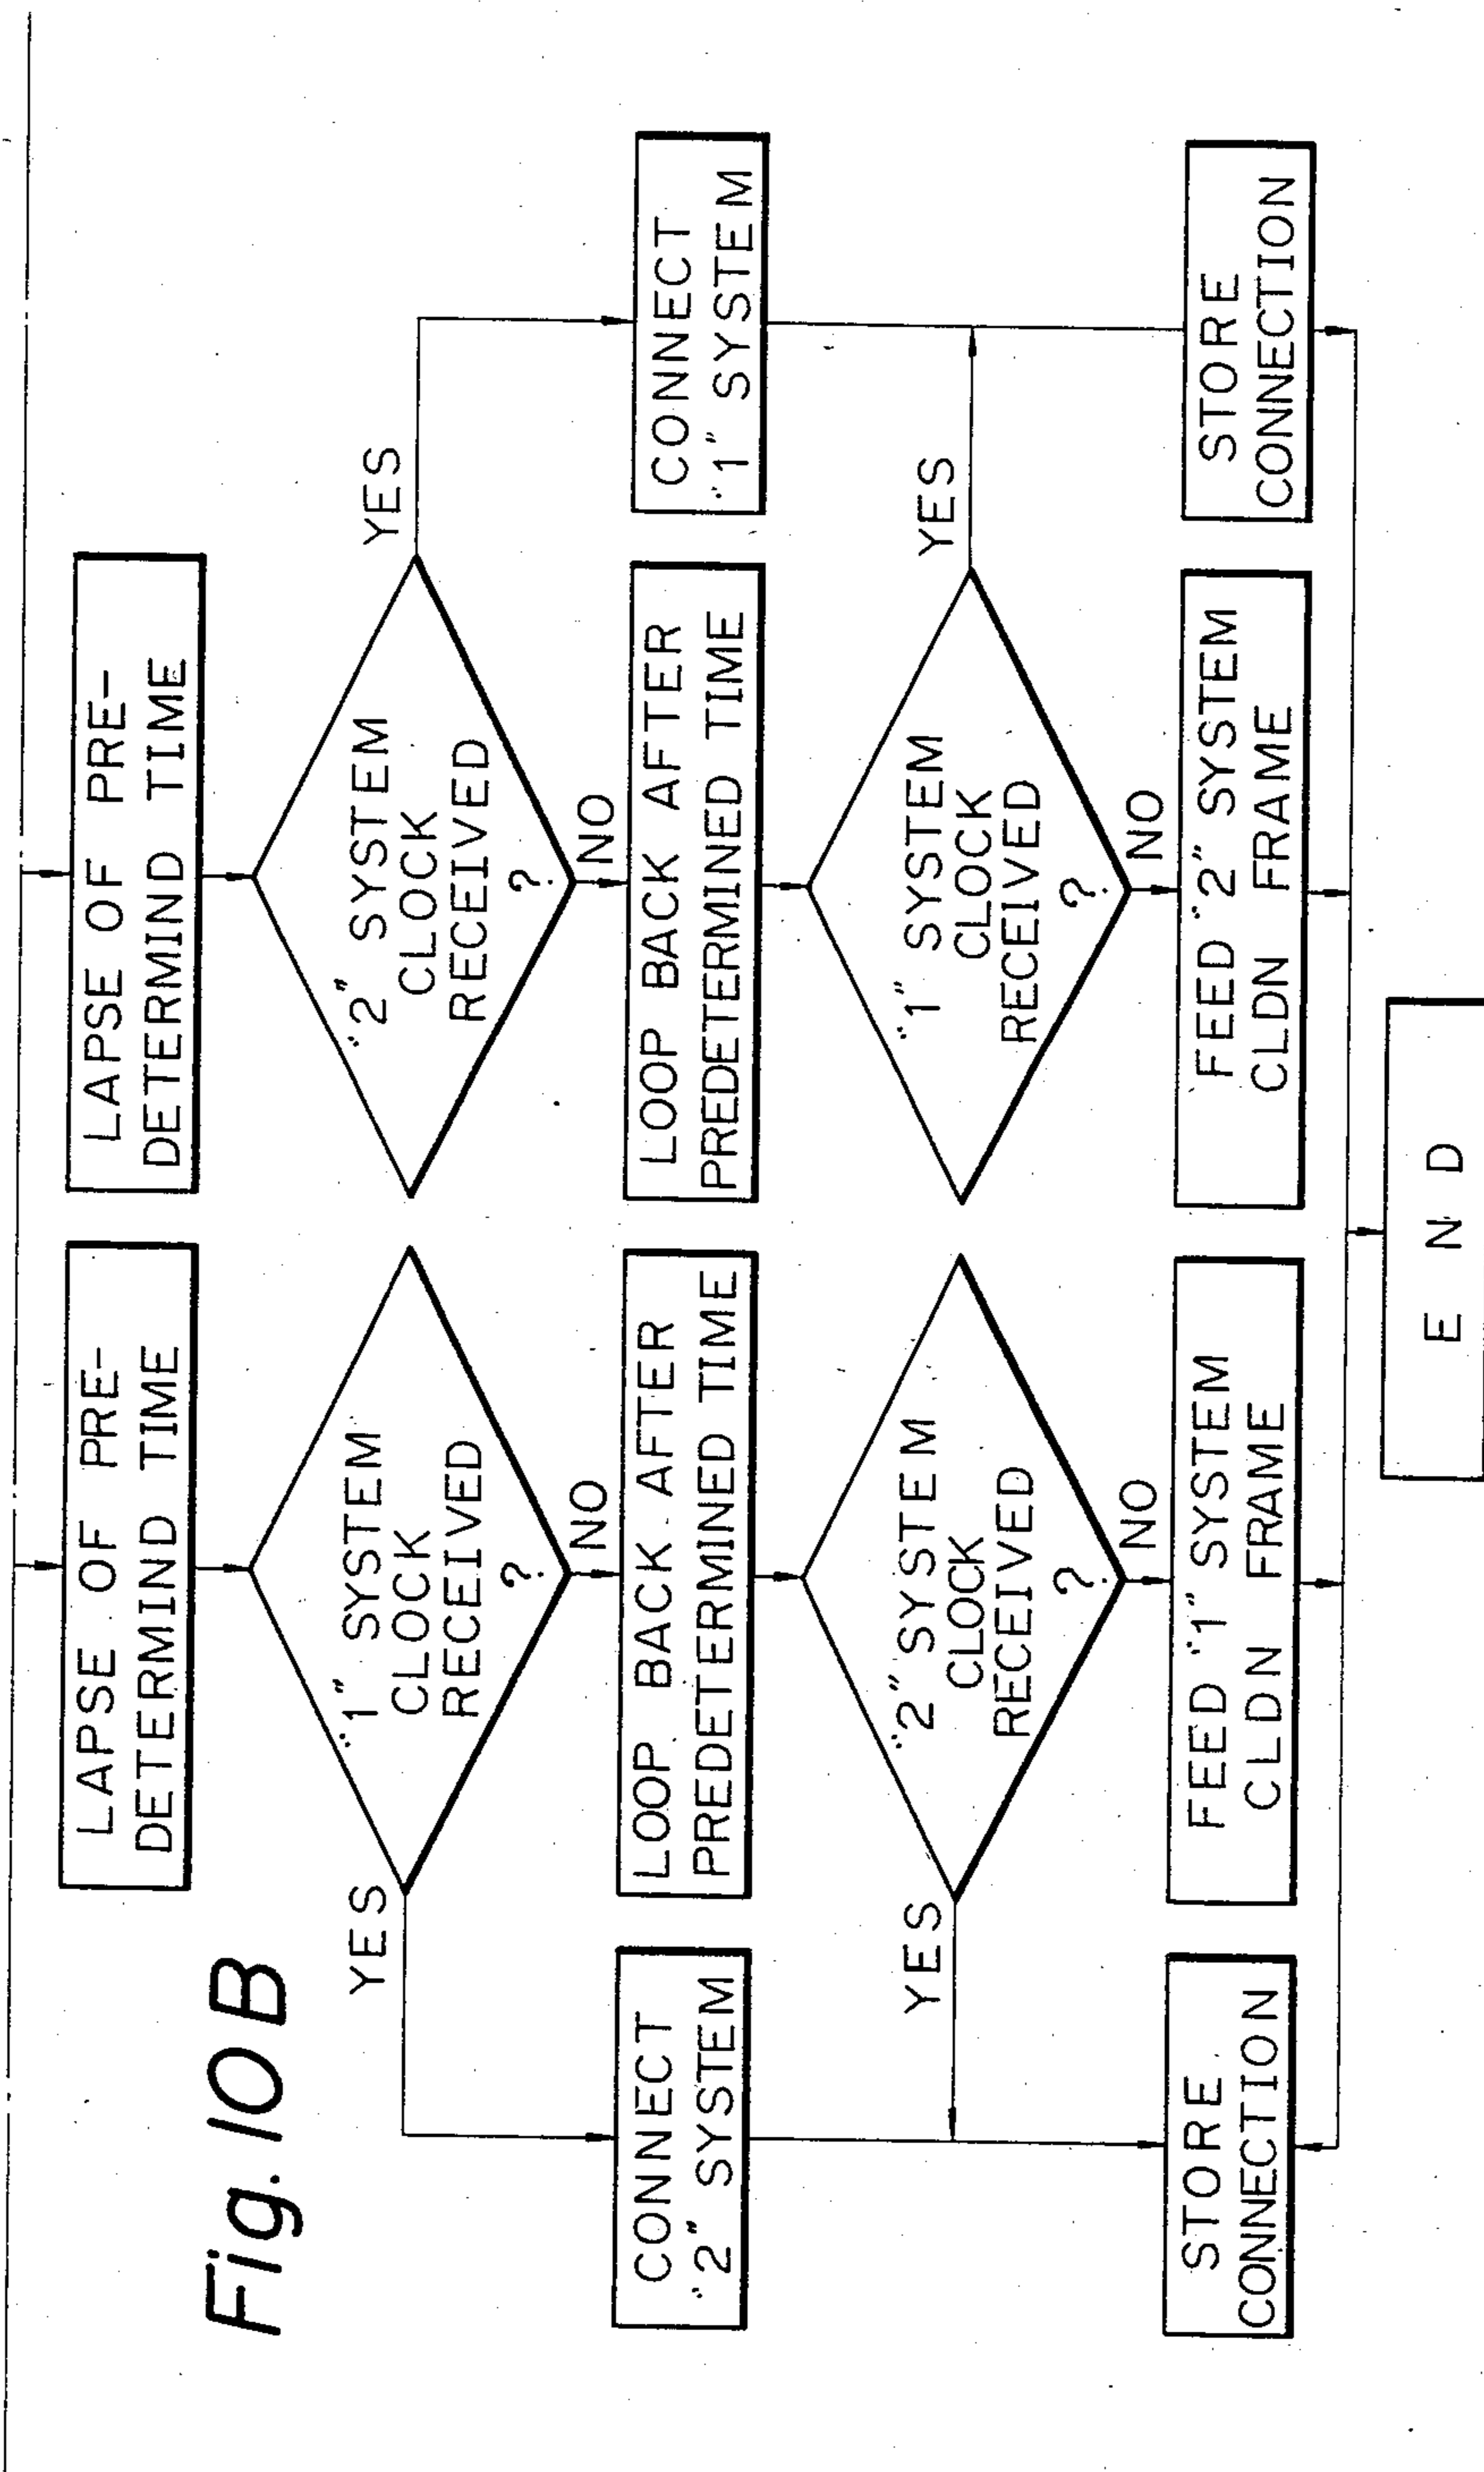 Fig. 10 B
LAPSE OF PRE-
DETERMIND TIME
LAPSE OF PRE-
DETERMIND TIME
YES
"1" SYSTEM
CLOCK
RECEIVED
?
NO
"2" SYSTEM
CLOCK
RECEIVED
?
NO
YES
CONNECT
"2" SYSTEM
LOOP BACK AFTER
PREDETERMINED TIME
LOOP BACK AFTER
PREDETERMINED TIME
CONNECT
"1" SYSTEM
YES
"2" SYSTEM
CLOCK
RECEIVED
?
NO
"1" SYSTEM
CLOCK
RECEIVED
?
NO
YES
STORE
CONNECTION
FEED "1" SYSTEM
CLDN FRAME
FEED "2" SYSTEM
CLDN FRAME
STORE
CONNECTION
END